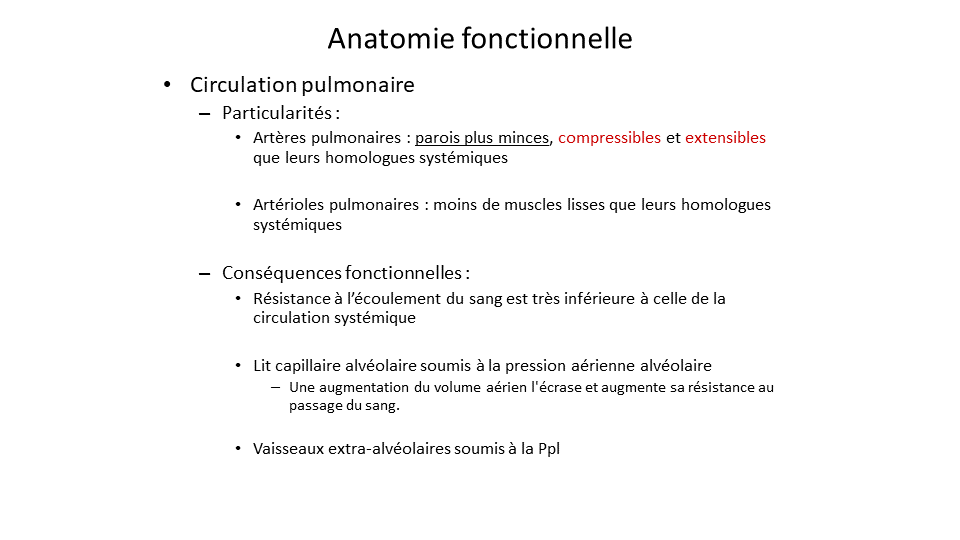 Anatomie fonctionnelle
• Circulation pulmonaire
– Particularités :
• Artères pulmonaires : parois plus minces, compressibles et extensibles
que leurs homologues systémiques
• Artérioles pulmonaires : moins de muscles lisses que leurs homologues
systémiques
– Conséquences fonctionnelles :
• Résistance à l’écoulement du sang est très inférieure à celle de la
circulation systémique
• Lit capillaire alvéolaire soumis à la pression aérienne alvéolaire
– Une augmentation du volume aérien l'écrase et augmente sa résistance au
passage du sang.
• Vaisseaux extra-alvéolaires soumis à la Ppl